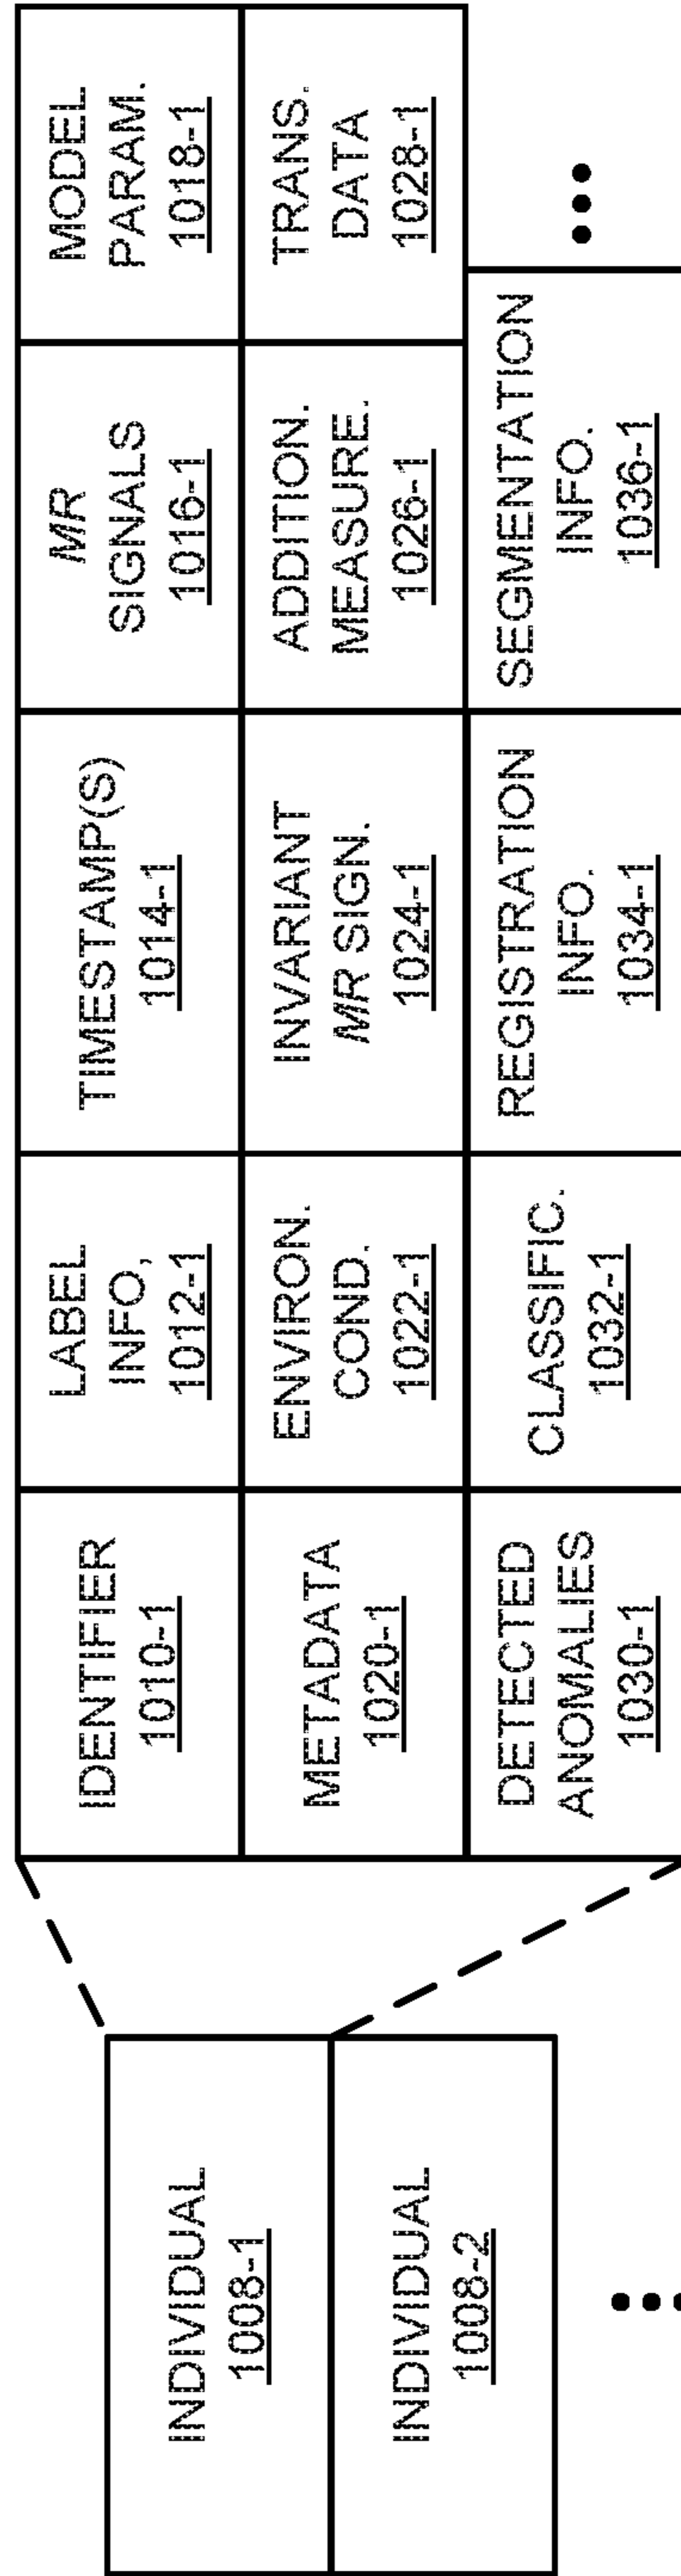 INDIVIDUAL
1008-1
INDIVIDUAL
1008-2
IDENTIFIER
1010-1
LABEL
INFO,
1012-1
TIMESTAMP(S)
1014-1
MR
SIGNALS
1016-1
MODEL
PARAM.
1018-1
METADATA
1020-1
ENVIRON.
COND.
1022-1
INVARIANT
MR SIGN.
1024-1
ADDITION.
MEASURE.
1026-1
TRANS.
DATA
1028-1
DETECTED
ANOMALIES
1030-1
CLASSIFIC.
1032-1
REGISTRATION
INFO.
1034-1
SEGMENTATION
INFO.
1036-1